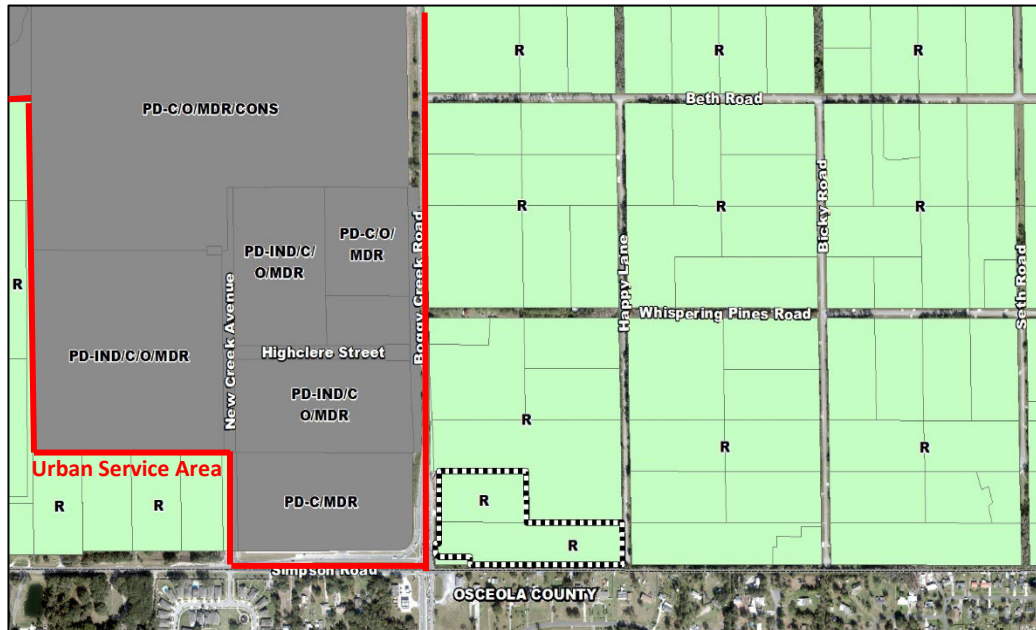 R
R
R
Beth Road
PD-C/O/MDR/CONS
PD-IND/C/
O/MDR
PD-C/O/
MDR
Boggy Creek Road
R
R
R
Happy Lane
Bicky Road
Seth Road
R
New Creek Avenue
Whispering Pines Road
PD-IND/C/O/MDR
Highclere Street
PD-IND/C
O/MDR
R
R
R
Urban Service Area
R
R
PD-C/MDR
R
R
Simpson Road
OSCEOLA COUNTY